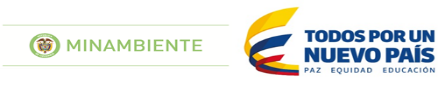 MINAMBIENTE
TODOS POR UN
NUEVO PAÍS
PAZ EQUIDAD EDUCACIÓN